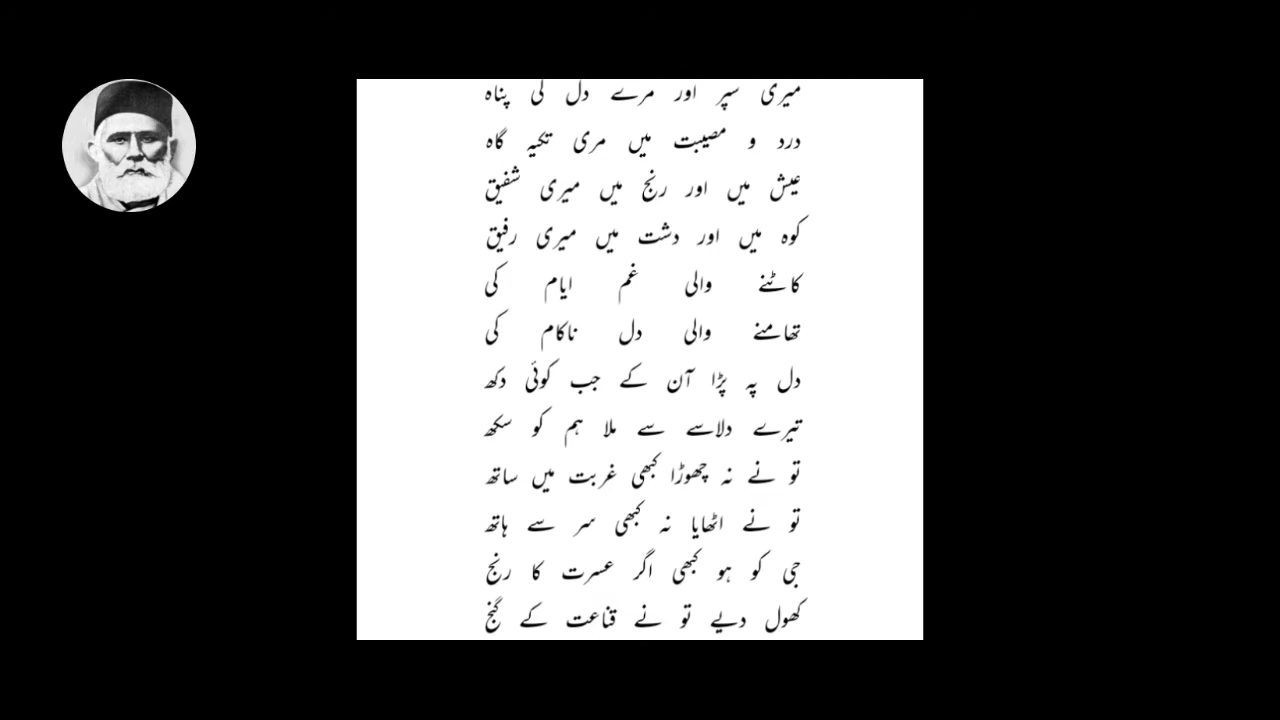 میری سپر اور مرے دل کی پناہ
درد و مصیبت میں مری تکیہ گاہ
عیش میں اور رنج میں میری شفیق
کوہ میں اور دشت میں میری رفیق
کاٹنے والی غم ایام کی
تھامنے والی دل ناکام کی
دل پہ پڑا آن کے جب کوئی دکھ
تیرے دلاسے سے ملا ہم کو سکھ
تو نے نہ چھوڑا کبھی غربت میں ساتھ
تو نے اٹھایا نہ کبھی سر سے ہاتھ
جی کو ہو کبھی اگر عسرت کا رنج
کھول دیے تو نے قناعت کے گنج